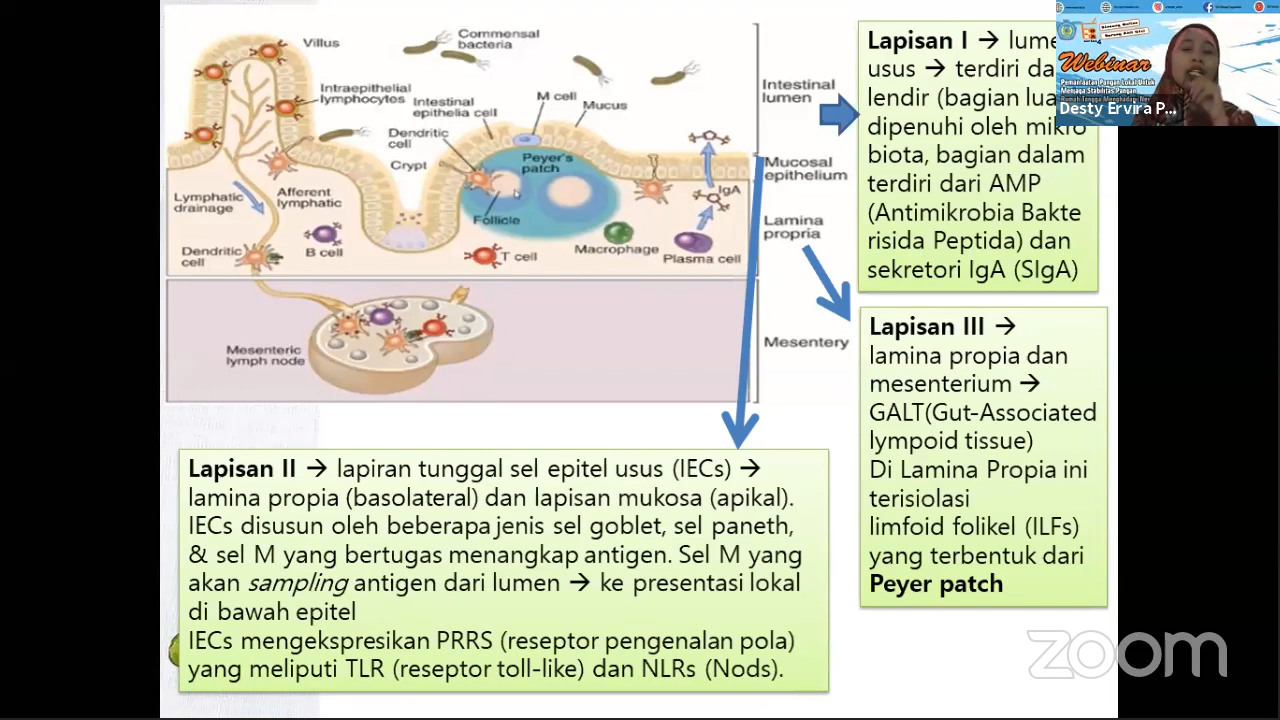 Villus
Commensal
bacteria
Intraepithelial
lymphocytes
Intestinal
epithelia cell
M cell
Mucus
Dendritic
cell
Crypt
Peyer's
patch
Follicle
Lymphatic
drainage
Afferent
lymphatic
Dendritic
cell
B cell
T cell
Macrophage
IgA
Plasma cell
Mesenteric
lymph node
Intestinal
lumen
Mucosal
epithelium
Lamina
propria
Mesentery
Lapisan I → lume
usus → terdiri da
lendir (bagian lua
dipenuhi oleh mikro
biota, bagian dalam
terdiri dari AMP
(Antimikrobia Bakte
risida Peptida) dan
sekretori IgA (SIgA)
Lapisan III →
lamina propia dan
mesenterium →
GALT(Gut-Associated
lympoid tissue)
Di Lamina Propia ini
terisiolasi
limfoid folikel (ILFs)
yang terbentuk dari
Peyer patch
Lapisan II → lapiran tunggal sel epitel usus (IECs) →
lamina propia (basolateral) dan lapisan mukosa (apikal).
IECs disusun oleh beberapa jenis sel goblet, sel paneth,
& sel M yang bertugas menangkap antigen. Sel M yang
akan sampling antigen dari lumen → ke presentasi lokal
di bawah epitel
IECs mengekspresikan PRRS (reseptor pengenalan pola)
yang meliputi TLR (reseptor toll-like) dan NLRs (Nods).
Webinar
Pemanfaatan Pangan Lokal Untuk
Menjaga Stabilitas Pangan
Desty Ervira P...
zoom